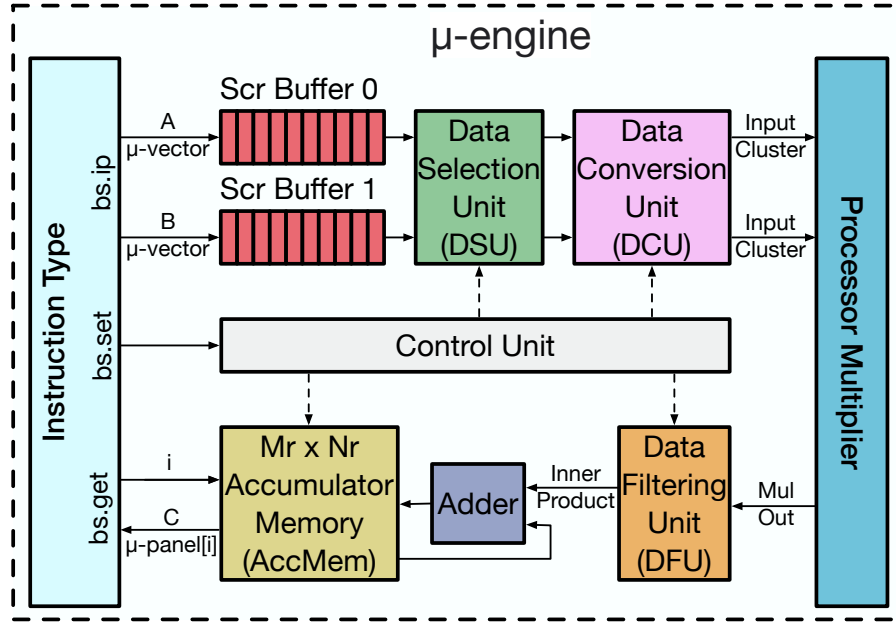 μ-engine
Instruction Type
bs.ip
bs.set
bs.get
A
μ-vector
Scr Buffer 0
B
μ-vector
Scr Buffer 1
Data
Selection
Unit
(DSU)
Data
Conversion
Unit
(DCU)
Input
Cluster
Input
Cluster
Processor Multiplier
Control Unit
i
C
μ-panel[i]
Mr x Nr
Accumulator
Memory
(AccMem)
Adder
Inner
Product
Data
Filtering
Unit
(DFU)
Mul
Out